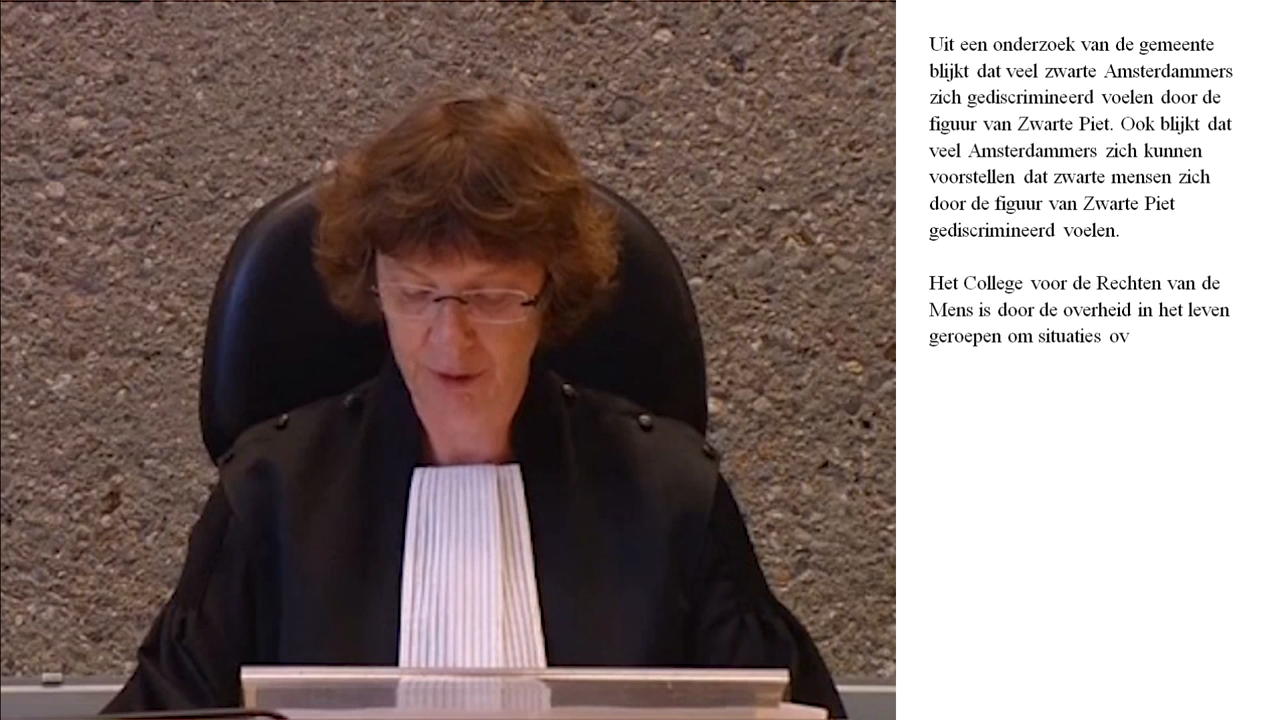 Uit een onderzoek van de gemeente
blijkt dat veel zwarte Amsterdammers
zich gediscrimineerd voelen door de
figuur van Zwarte Piet. Ook blijkt dat
veel Amsterdammers zich kunnen
voorstellen dat zwarte mensen zich
door de figuur van Zwarte Piet
gediscrimineerd voelen.
Het College voor de Rechten van de
Mens is door de overheid in het leven
geroepen om situaties ov